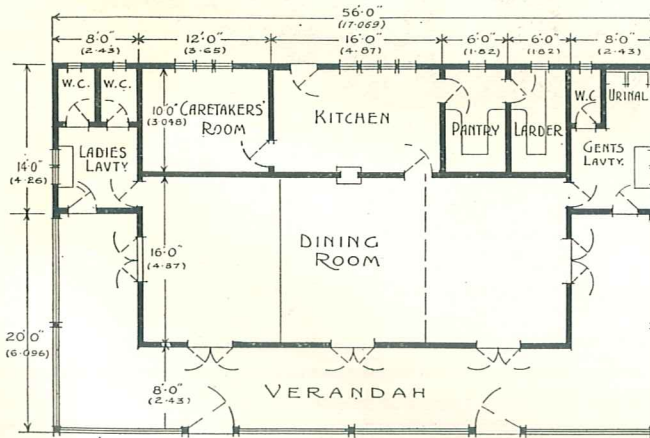 56'·0"
(17·069)
8'·0" 12'·0" 16'·0" 6'·0" 6'·0" 8'·0"
(2·43) (3·65) (4·87) (1·82) (1·82) (2·43)
W.C. W.C. W.C URINAL
10'·0"
(3·048)
CARETAKERS'
ROOM
KITCHEN
PANTRY
LARDER
LADIES
LAVTY.
GENTS
LAVTY.
14'·0"
(4·26)
16'·0"
(4·87)
DINING
ROOM
20'·0"
(6·096)
8'·0"
(2·43)
VERANDAH